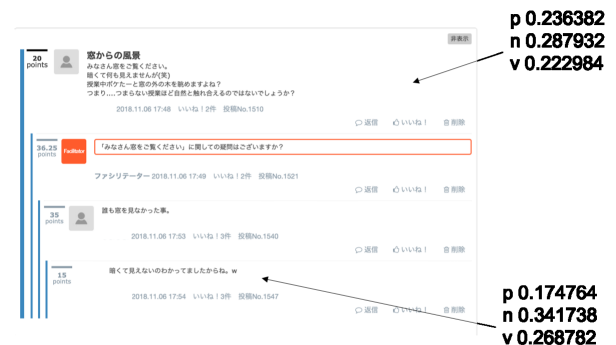 p 0.236382
n 0.287932
v 0.222984
非表示
20
points
窓からの風景
みなさん窓をご覧ください。
暗くて何も見えませんが(笑)
授業中ボケたーと窓の外の木を眺めますよね？
つまり....つまらない授業ほど自然と触れ合えるのではないでしょうか？
2018.11.06 17:48 いいね！2件 投稿No.1510
返信 いいね！ 削除
36.25
points
Facilitator
「みなさん窓をご覧ください」に関しての疑問はございますか？
ファシリテーター 2018.11.06 17:49 いいね！2件 投稿No.1521
返信 いいね！ 削除
35
points
誰も窓を見なかった事。
2018.11.06 17:53 いいね！3件 投稿No.1540
返信 いいね！ 削除
15
points
暗くて見えないのわかってましたからね。w
2018.11.06 17:54 いいね！3件 投稿No.1547
返信 いいね！ 削除
p 0.174764
n 0.341738
v 0.268782